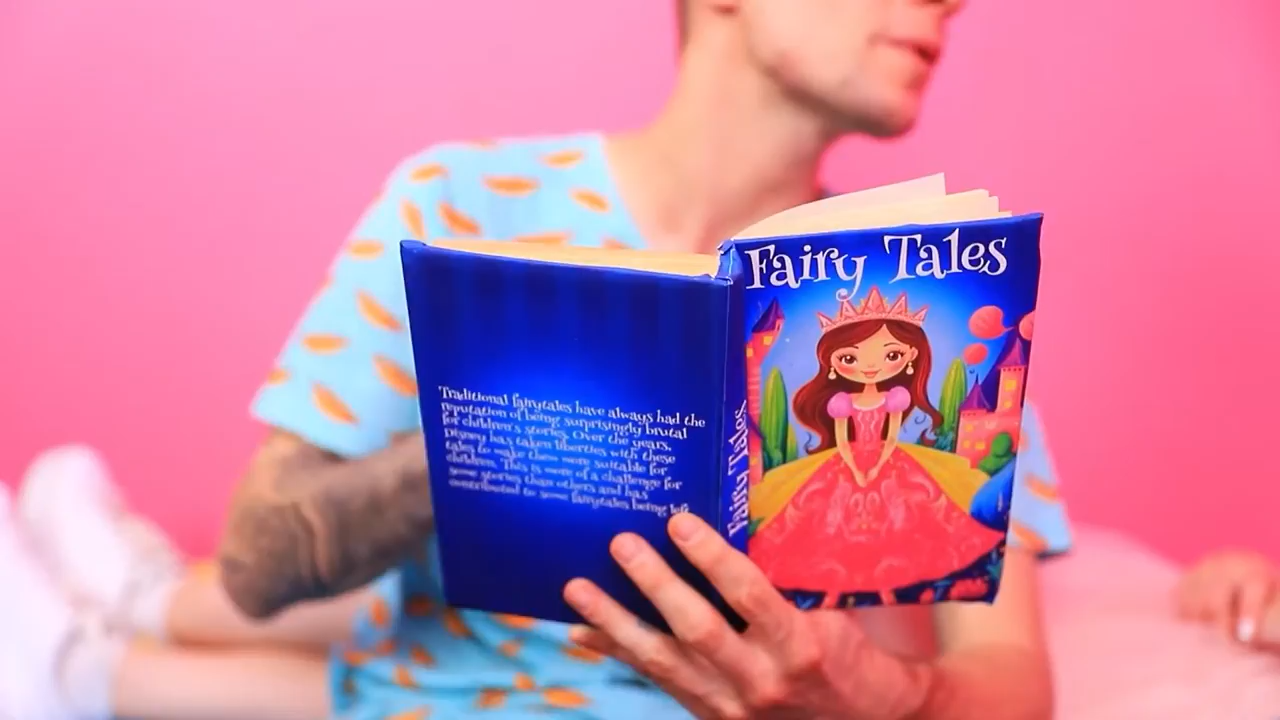 Fairy Tales
Fairy Tales
Traditional fairytales have always had the
reputation of being surprisingly brutal
for children's stories. Over the years,
Disney has taken liberties with these
tales to make them more suitable for
children. This is more of a challenge for
some stories than others and has
contributed to some fairytales being left